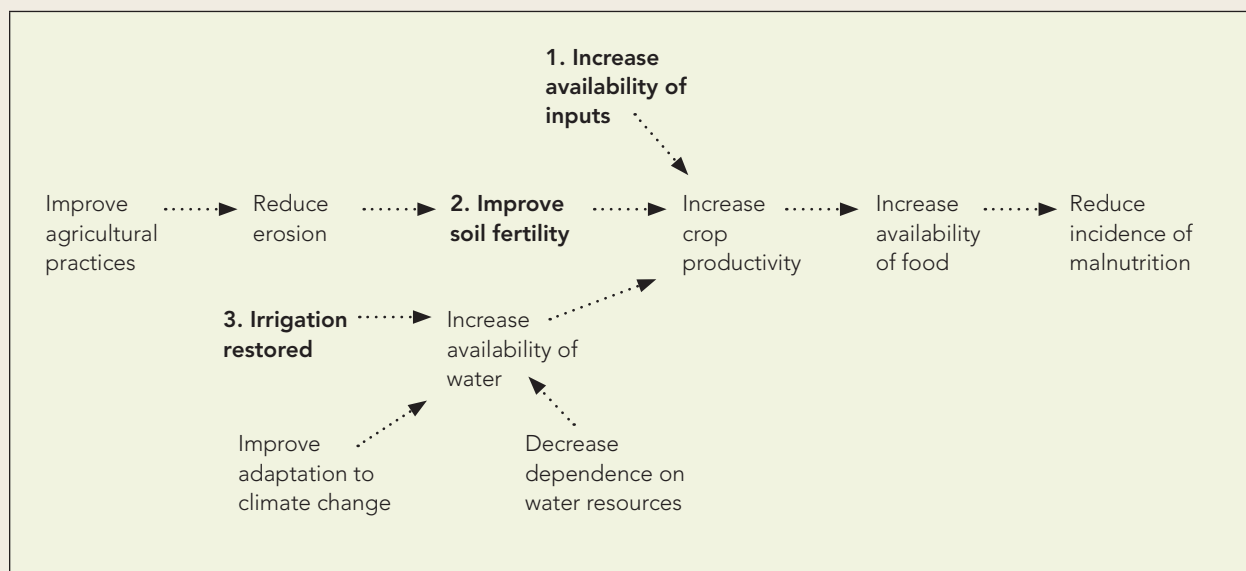 1. Increase
availability of
inputs
Improve
agricultural
practices
Reduce
erosion
2. Improve
soil fertility
Increase
crop
productivity
Increase
availability
of food
Reduce
incidence of
malnutrition
3. Irrigation
restored
Increase
availability of
water
Improve
adaptation to
climate change
Decrease
dependence on
water resources